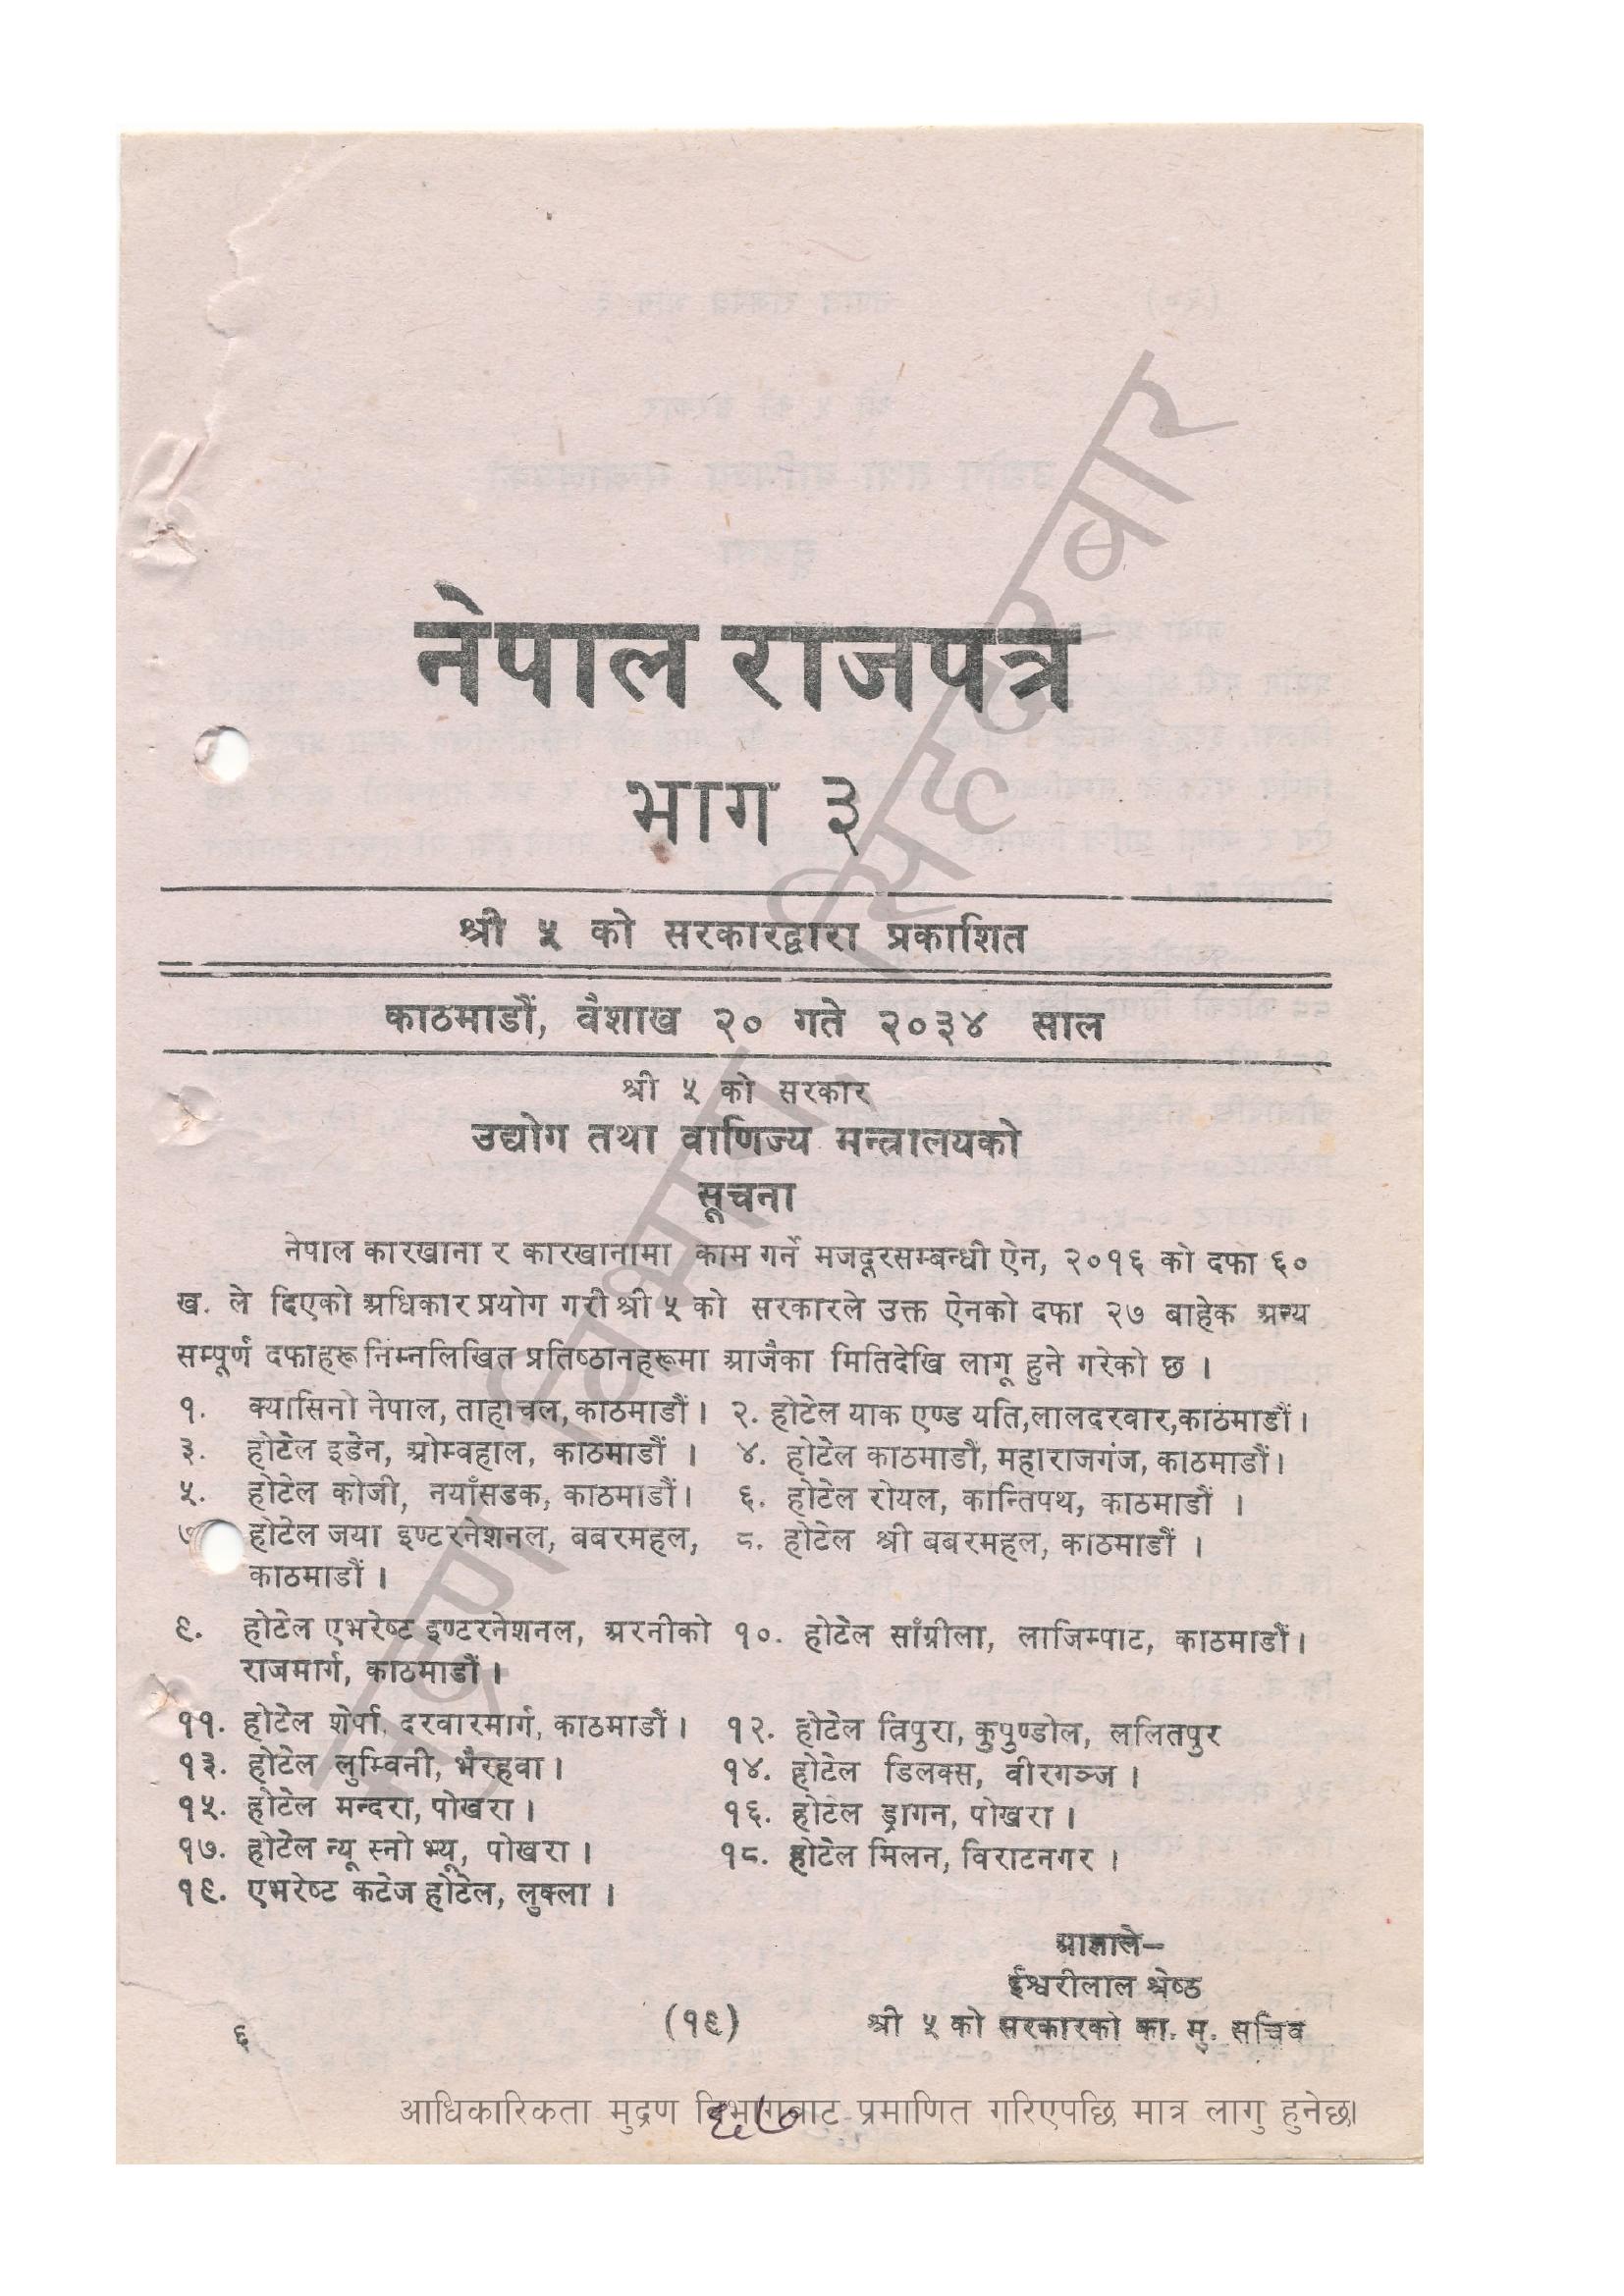 नेपाल राजपत्र
भाग ३
श्री ५ को सरकारद्वारा प्रकाशित
काठमाडौं, वैशाख २० गते २०३४ साल
श्री ५ को सरकार
उद्योग तथा वाणिज्य मन्त्रालयको
सूचना
नेपाल कारखाना र कारखानामा काम गर्ने मजदूरसम्बन्धी ऐन, २०१६ को दफा ६०
ख. ले दिएको अधिकार प्रयोग गरी श्री ५ को सरकारले उक्त ऐनको दफा २७ बाहेक अन्य
सम्पूर्ण दफाहरू निम्नलिखित प्रतिष्ठानहरूमा आजैका मितिदेखि लागू हुने गरेको छ ।
१. क्यासिनो नेपाल, ताहाचल, काठमाडौं । २. होटेल याक एण्ड यति, लालदरवार, काठमाडौं ।
३. होटेल इडेन, ओम्वहाल, काठमाडौं । ४. होटेल काठमाडौं, महाराजगंज, काठमाडौं ।
५. होटेल कोजी, नयाँसडक, काठमाडौं । ६. होटेल रोयल, कान्तिपथ, काठमाडौं ।
७ होटेल जया इण्टरनेशनल, बबरमहल, ८. होटेल श्री बबरमहल, काठमाडौं ।
काठमाडौं ।
९. होटेल एभरेष्ट इण्टरनेशनल, अरनीको १०. होटेल साँग्रीला, लाजिम्पाट, काठमाडौं ।
राजमार्ग, काठमाडौं ।
११. होटेल शेर्पा, दरवारमार्ग, काठमाडौं । १२. होटेल त्रिपुरा, कुपुण्डोल, ललितपुर
१३. होटेल लुम्विनी, भैरहवा । १४. होटेल डिलक्स, वीरगञ्ज ।
१५. होटेल मन्दरा, पोखरा । १६. होटेल ड्रागन, पोखरा ।
१७. होटेल न्यू स्नो भ्यू, पोखरा । १८. होटेल मिलन, विराटनगर ।
१९. एभरेष्ट कटेज होटेल, लुक्ला ।
आज्ञाले–
ईश्वरीलाल श्रेष्ठ
श्री ५ को सरकारको का. मु. सचिव
६ (१९)
आधिकारिकता मुद्रण विभागबाट प्रमाणित गरिएपछि मात्र लागु हुनेछ।
६७
मुद्रण विभाग, सिंहदरबार